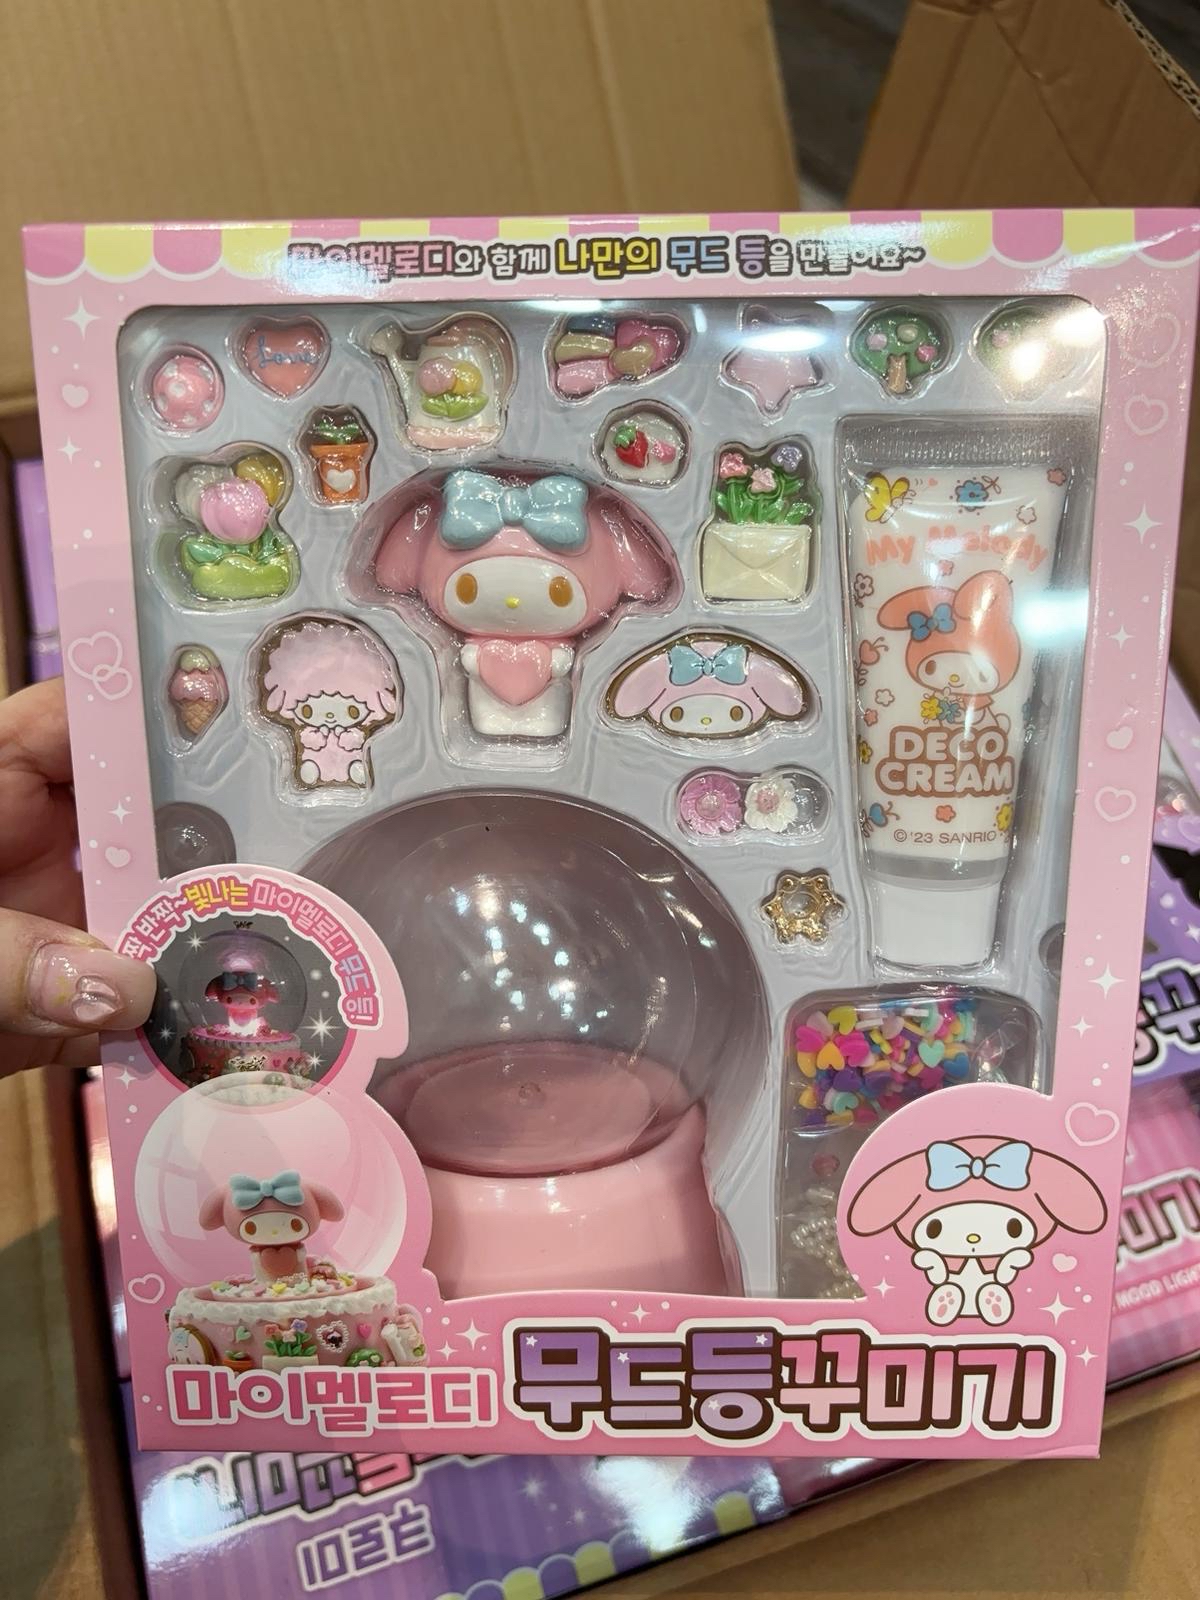 마이멜로디와 함께 나만의 무드 등을 만들어요~
Love
My Melody
DECO
CREAM
© '23 SANRIO
반짝~빛나는 마이멜로디 무드 등!
마이멜로디 무드등꾸미기
MOOD LIGHT